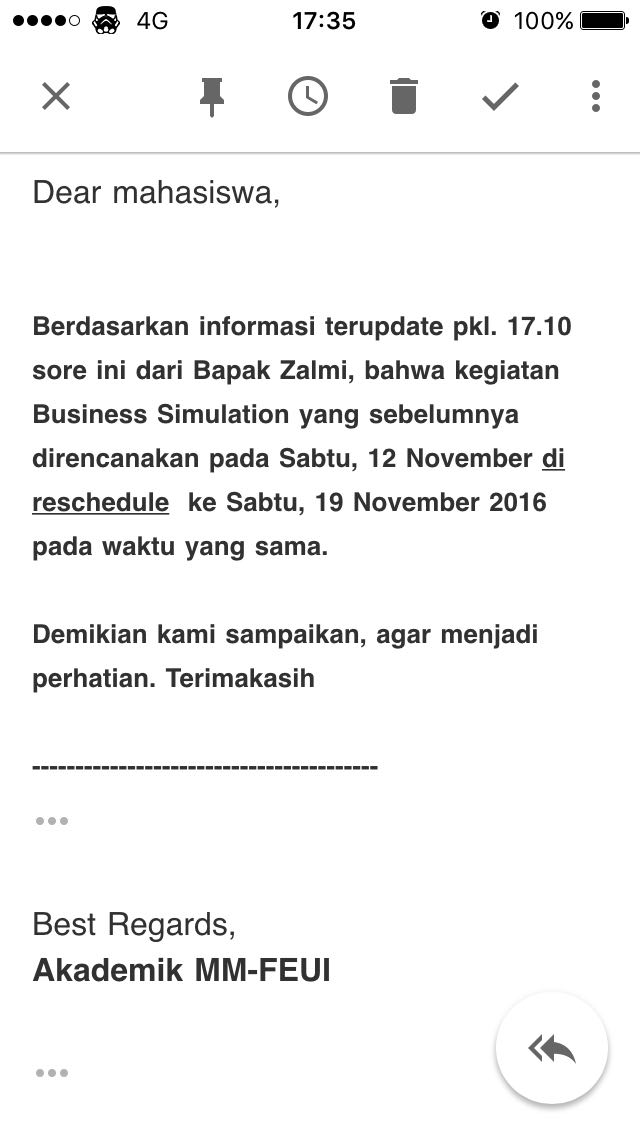 4G 17:35 100%
Dear mahasiswa,
Berdasarkan informasi terupdate pkl. 17.10
sore ini dari Bapak Zalmi, bahwa kegiatan
Business Simulation yang sebelumnya
direncanakan pada Sabtu, 12 November di
reschedule  ke Sabtu, 19 November 2016
pada waktu yang sama.
Demikian kami sampaikan, agar menjadi
perhatian. Terimakasih
----------------------------------------
Best Regards,
Akademik MM-FEUI